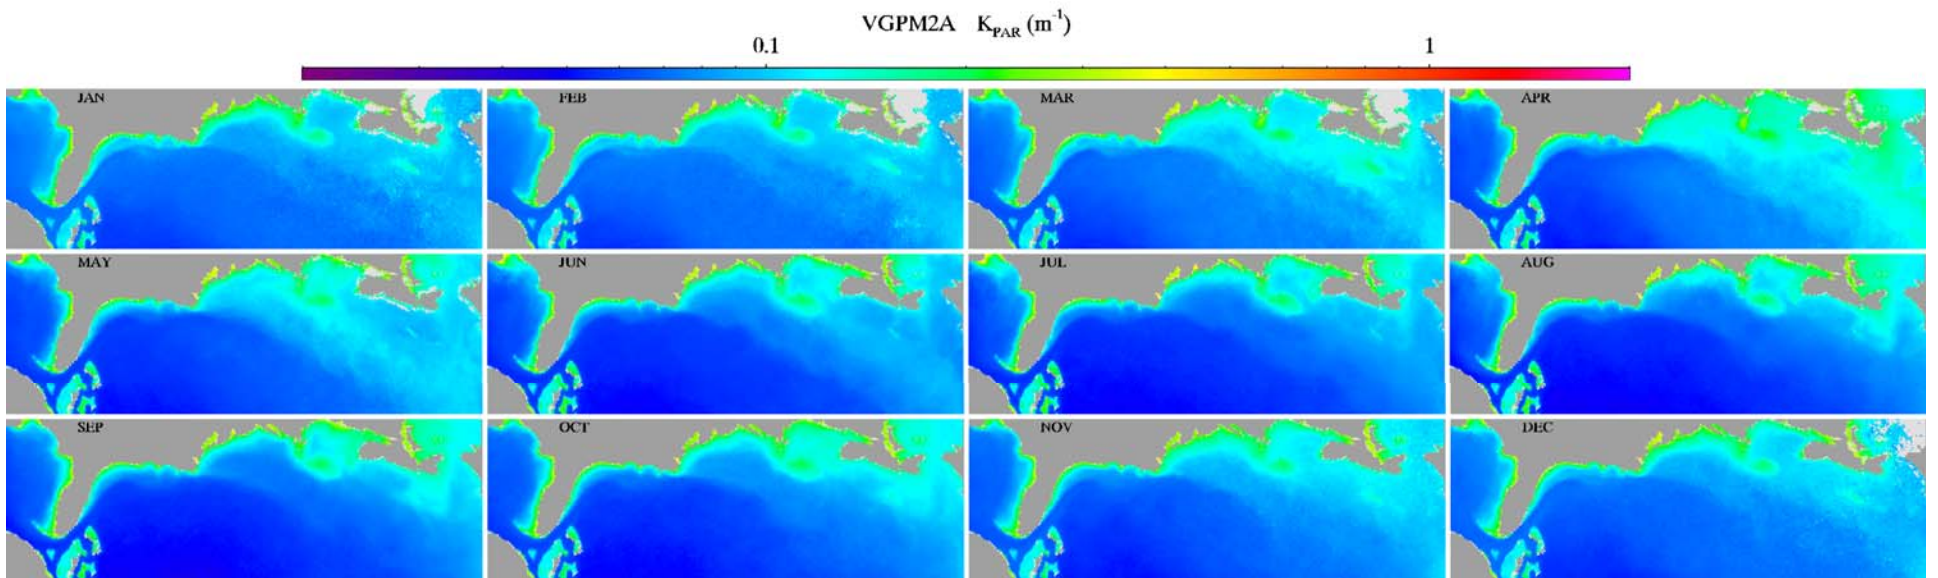 VGPM2A K_PAR (m⁻¹)
0.1 1
JAN FEB MAR APR
MAY JUN JUL AUG
SEP OCT NOV DEC